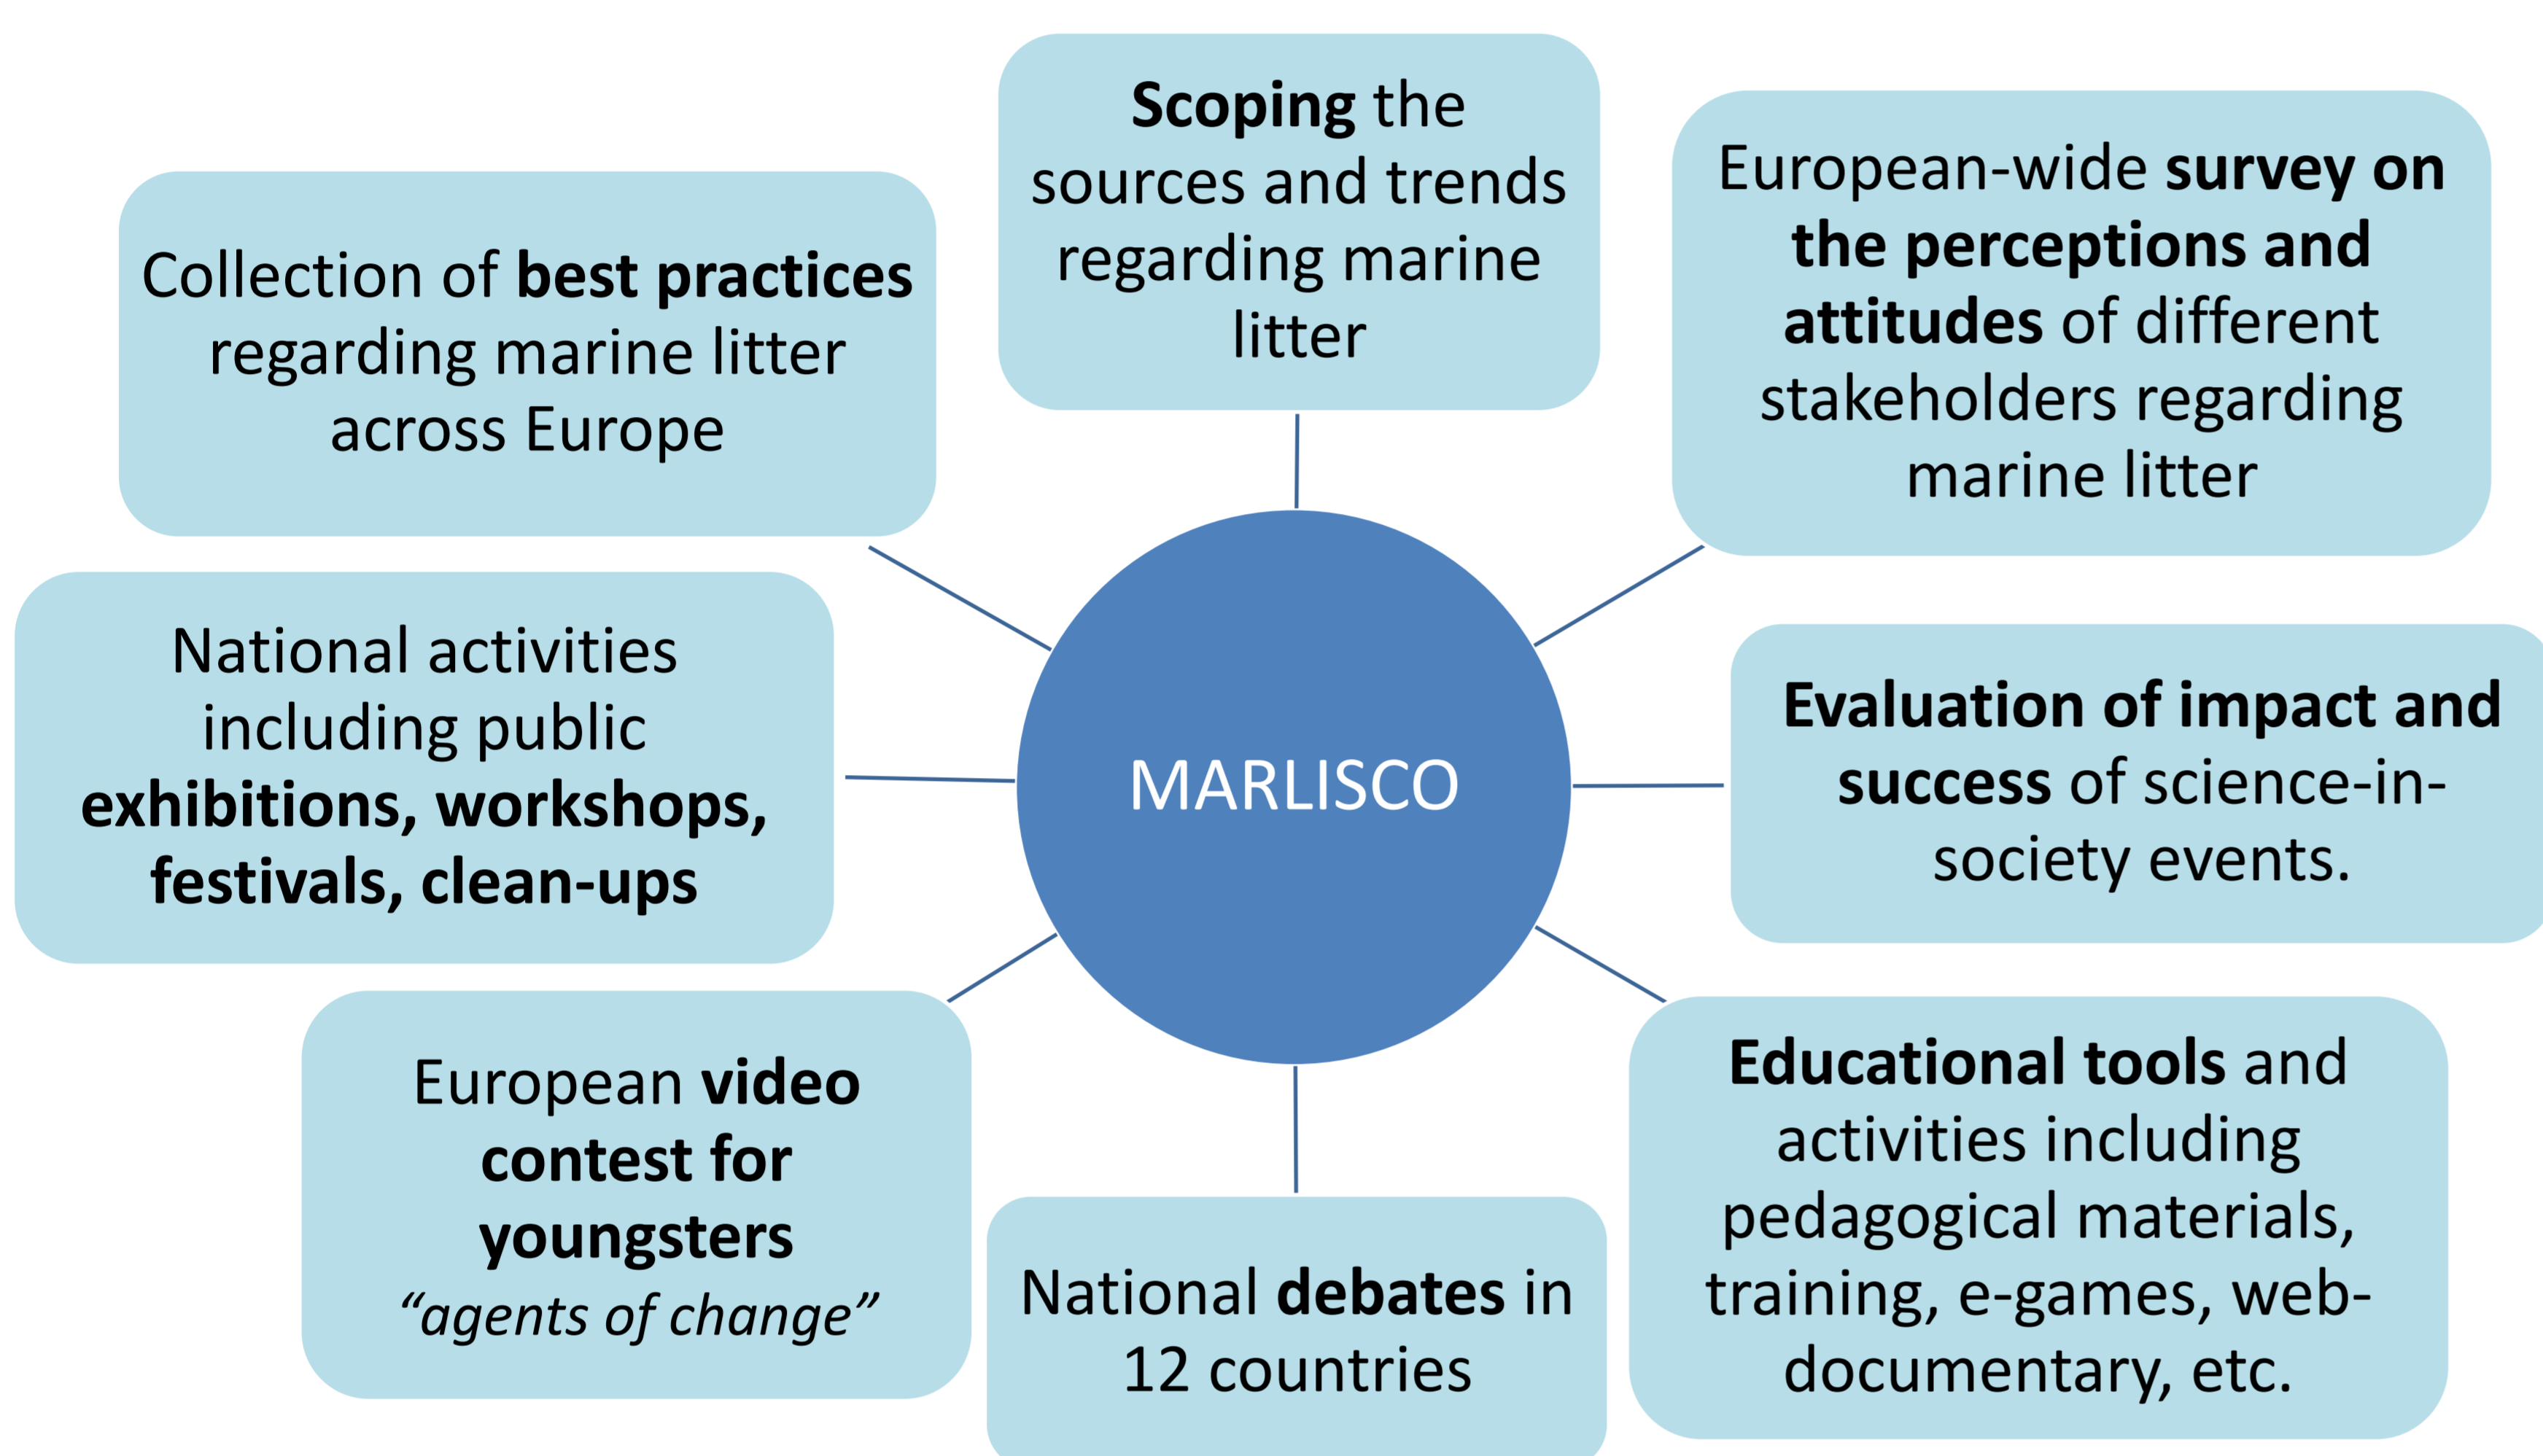 Scoping the
sources and trends
regarding marine
litter
European-wide survey on
the perceptions and
attitudes of different
stakeholders regarding
marine litter
Collection of best practices
regarding marine litter
across Europe
National activities
including public
exhibitions, workshops,
festivals, clean-ups
MARLISCO
Evaluation of impact and
success of science-in-
society events.
European video
contest for
youngsters
“agents of change”
National debates in
12 countries
Educational tools and
activities including
pedagogical materials,
training, e-games, web-
documentary, etc.